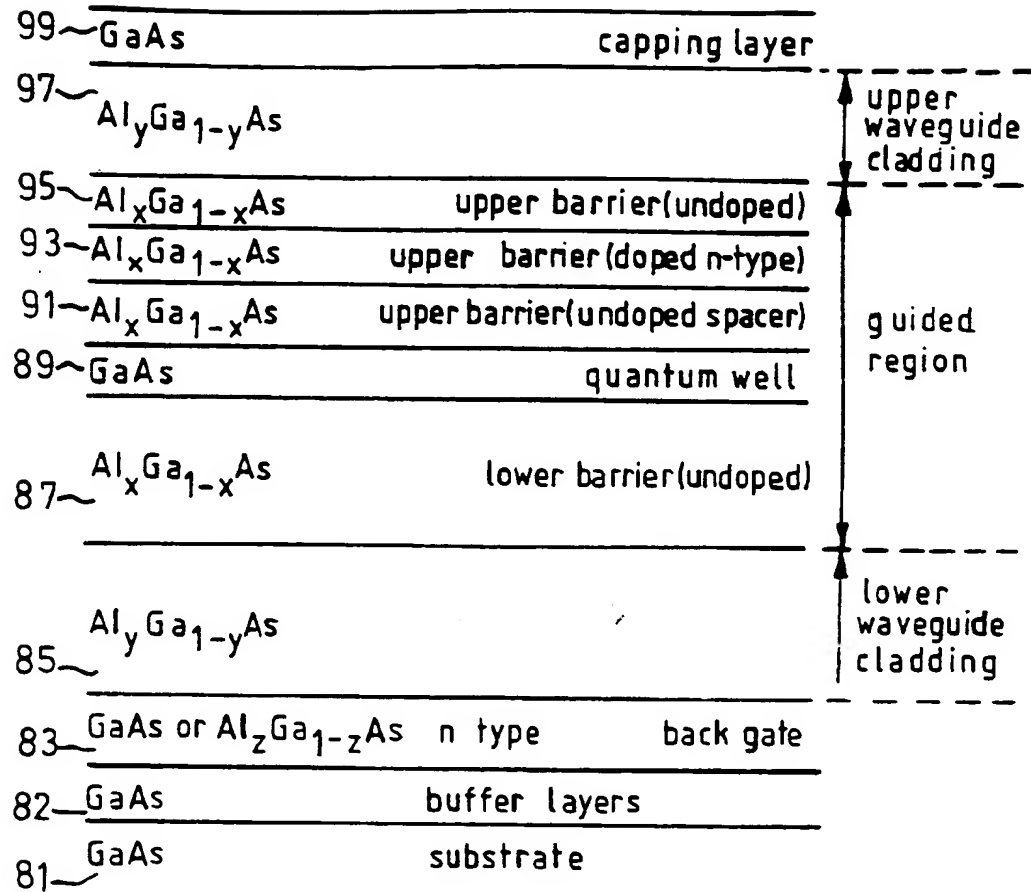 99 GaAs capping layer
97 AlyGa1-yAs
upper
waveguide
cladding
95 AlxGa1-xAs upper barrier(undoped)
93 AlxGa1-xAs upper barrier(doped n-type)
91 AlxGa1-xAs upper barrier(undoped spacer)
89 GaAs quantum well
guided
region
87 AlxGa1-xAs lower barrier(undoped)
85 AlyGa1-yAs
lower
waveguide
cladding
83 GaAs or AlzGa1-zAs n type back gate
82 GaAs buffer layers
81 GaAs substrate